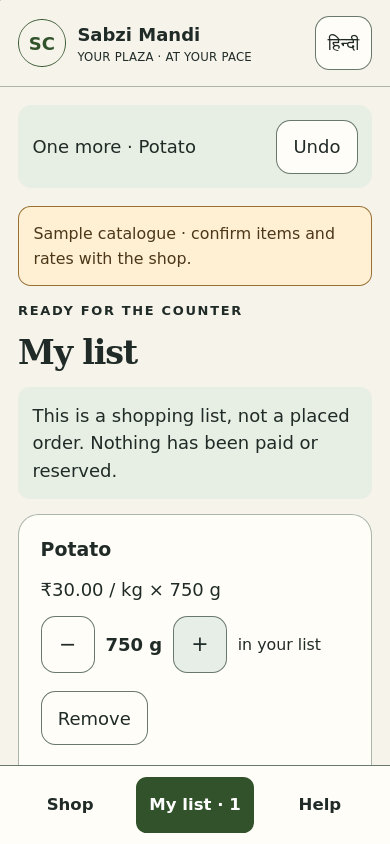 SC
Sabzi Mandi
YOUR PLAZA · AT YOUR PACE
हिन्दी
One more · Potato
Undo
Sample catalogue · confirm items and
rates with the shop.
READY FOR THE COUNTER
My list
This is a shopping list, not a placed
order. Nothing has been paid or
reserved.
Potato
₹30.00 / kg × 750 g
− 750 g + in your list
Remove
Shop
My list · 1
Help